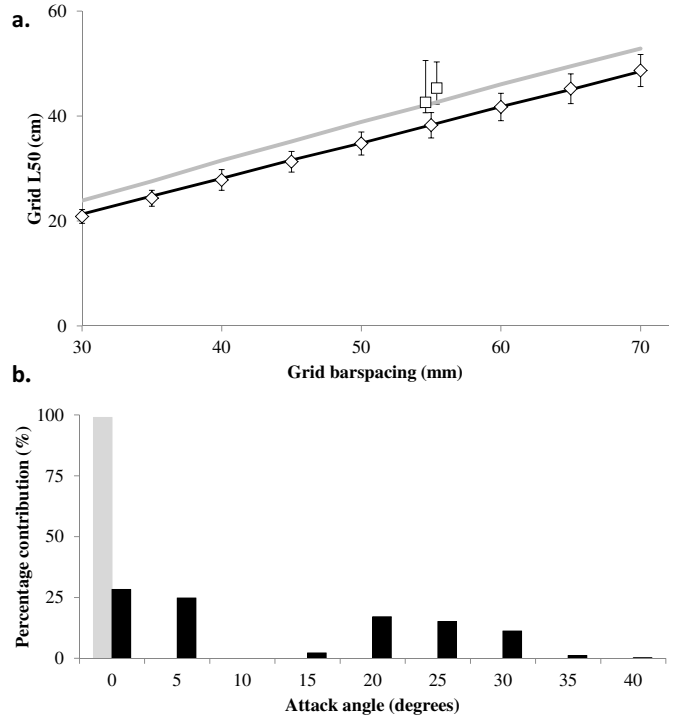 a.
60
40
20
0
Grid L50 (cm)
30 40 50 60 70
Grid barspacing (mm)
b.
100
75
50
25
0
Percentage contribution (%)
0 5 10 15 20 25 30 35 40
Attack angle (degrees)